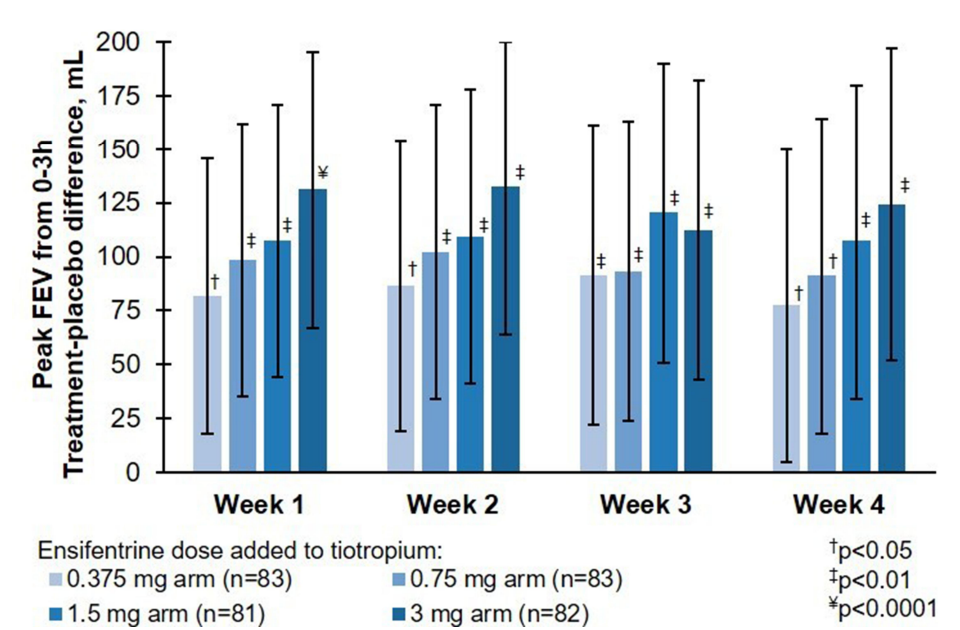 Peak FEV from 0-3h
Treatment-placebo difference, mL
200
175
150
125
100
75
50
25
0
† ‡ ‡ ¥
† ‡ ‡ ‡
‡ ‡ ‡ ‡
† † ‡ ‡
Week 1 Week 2 Week 3 Week 4
Ensifentrine dose added to tiotropium:
0.375 mg arm (n=83) 0.75 mg arm (n=83)
1.5 mg arm (n=81) 3 mg arm (n=82)
†p<0.05
‡p<0.01
¥p<0.0001